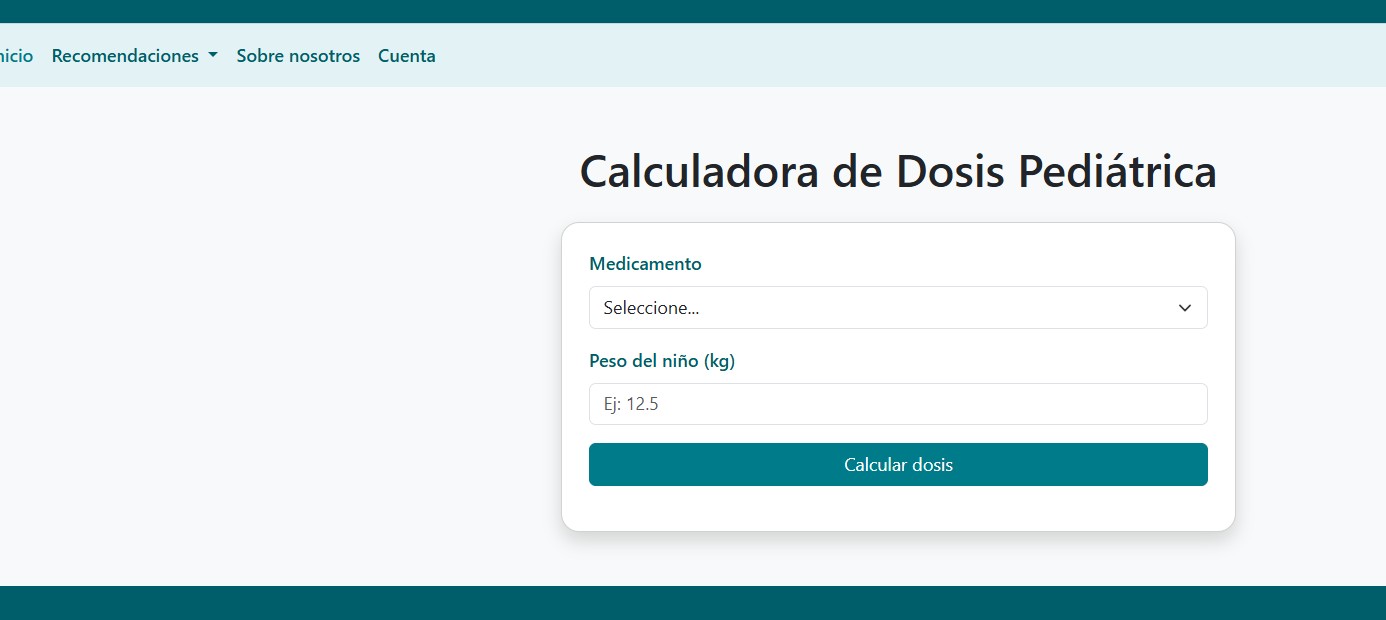 nicio Recomendaciones Sobre nosotros Cuenta
Calculadora de Dosis Pediátrica
Medicamento
Seleccione...
Peso del niño (kg)
Ej: 12.5
Calcular dosis